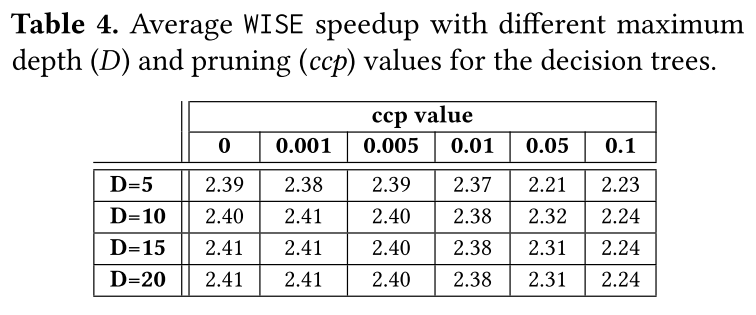 Table 4. Average WISE speedup with different maximum
depth (D) and pruning (ccp) values for the decision trees.
ccp value
0 0.001 0.005 0.01 0.05 0.1
D=5 2.39 2.38 2.39 2.37 2.21 2.23
D=10 2.40 2.41 2.40 2.38 2.32 2.24
D=15 2.41 2.41 2.40 2.38 2.31 2.24
D=20 2.41 2.41 2.40 2.38 2.31 2.24